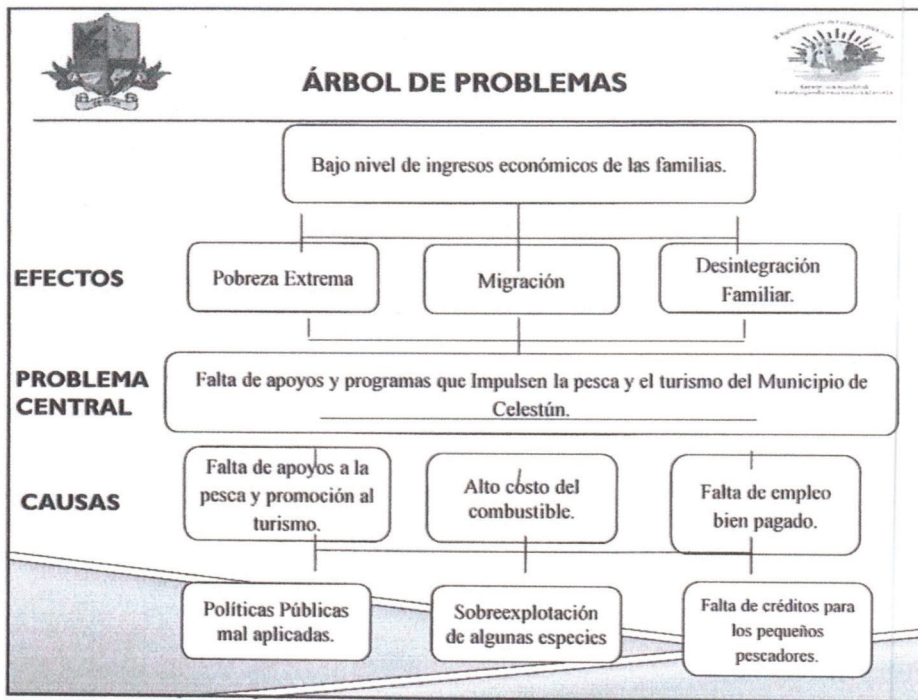 ÁRBOL DE PROBLEMAS
Bajo nivel de ingresos económicos de las familias.
EFECTOS
Pobreza Extrema
Migración
Desintegración
Familiar.
PROBLEMA
CENTRAL
Falta de apoyos y programas que Impulsen la pesca y el turismo del Municipio de
Celestún.
CAUSAS
Falta de apoyos a la
pesca y promoción al
turismo.
Alto costo del
combustible.
Falta de empleo
bien pagado.
Políticas Públicas
mal aplicadas.
Sobreexplotación
de algunas especies
Falta de créditos para
los pequeños
pescadores.